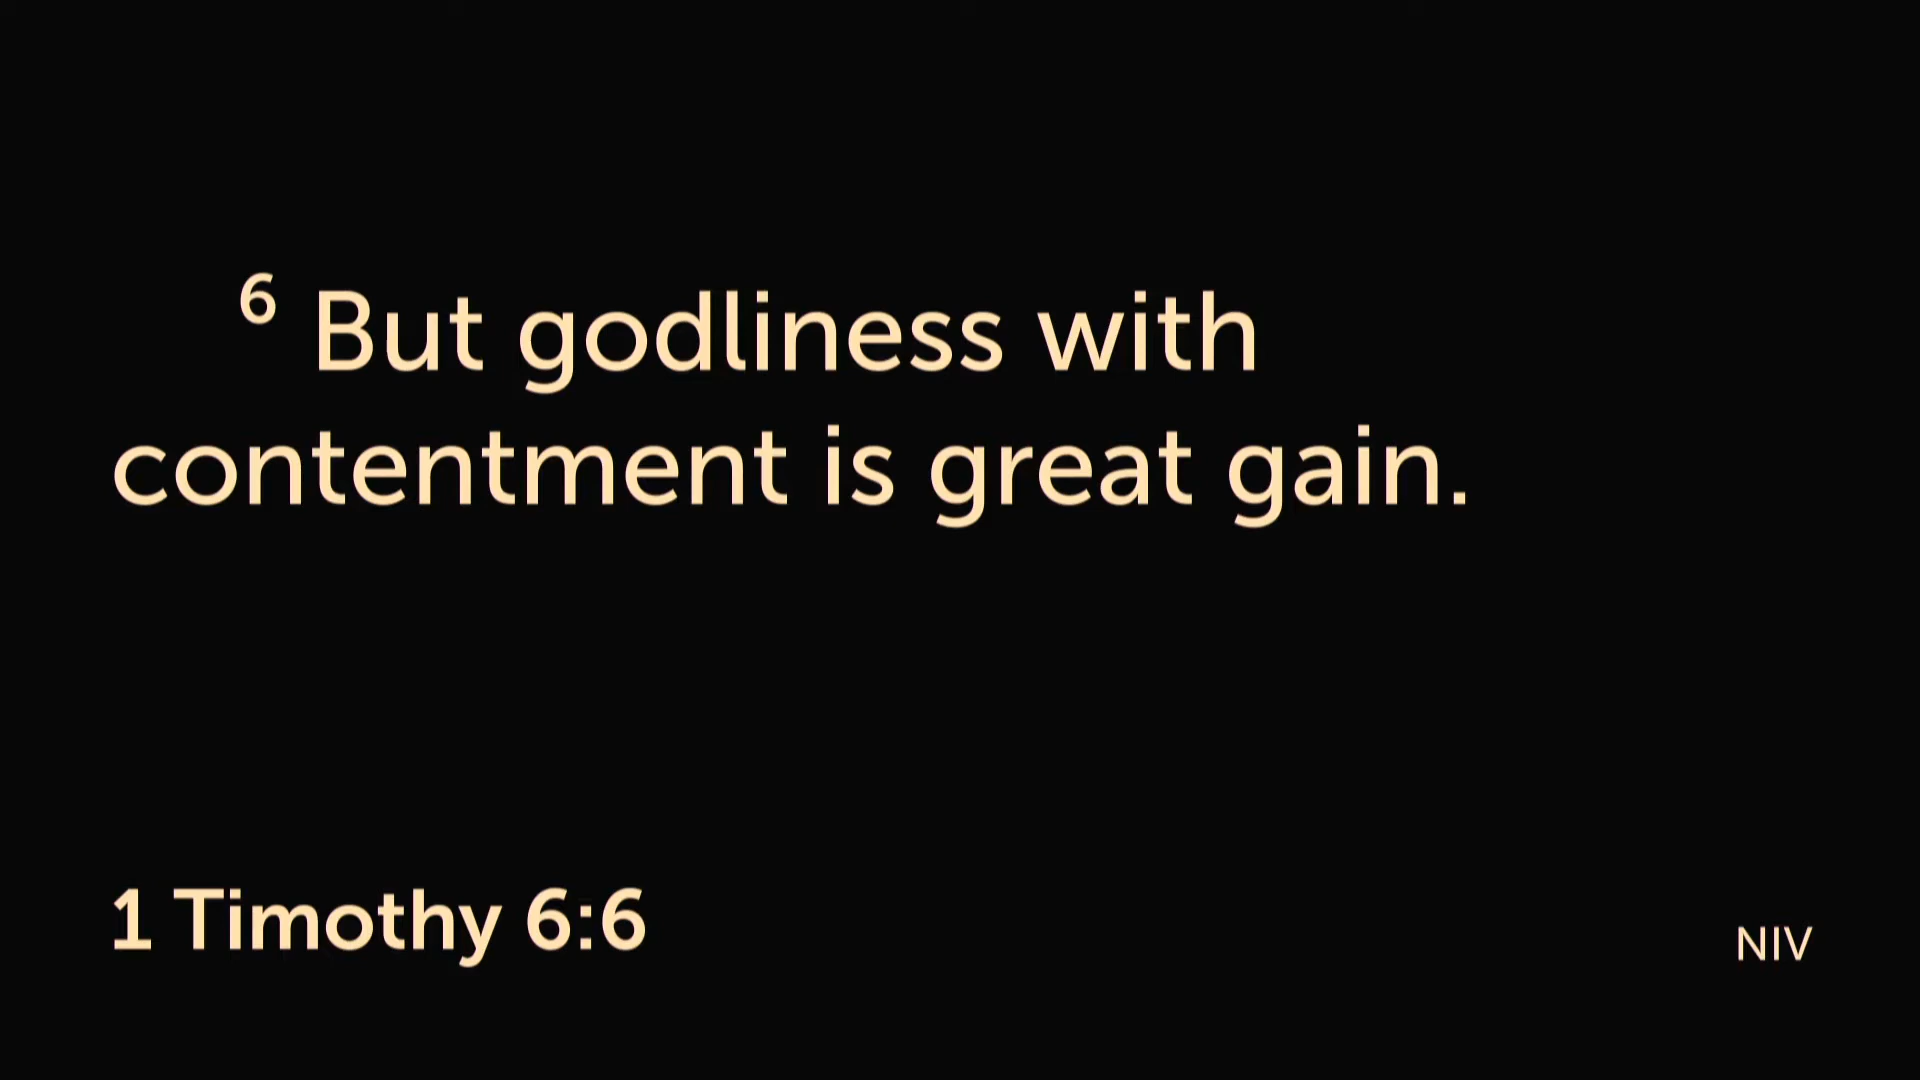 6 But godliness with
contentment is great gain.
1 Timothy 6:6
NIV